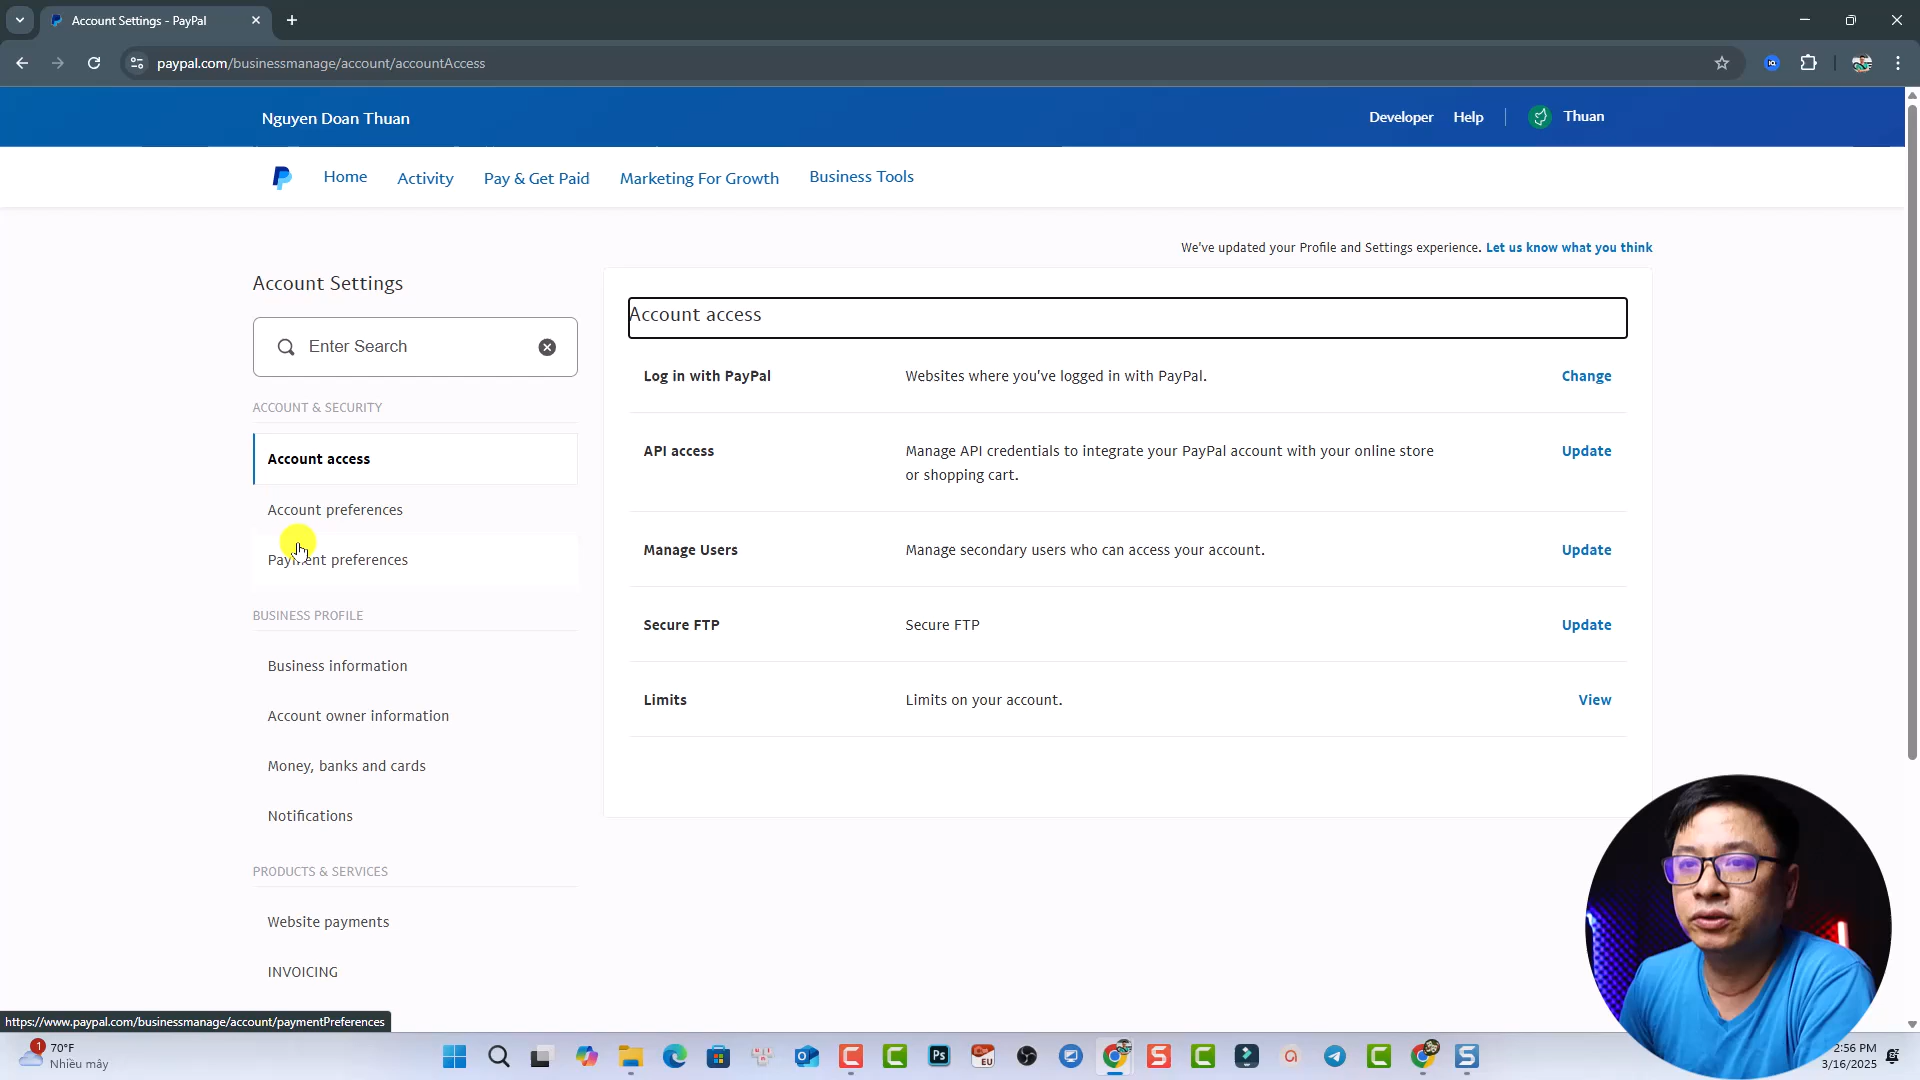 Account Settings - PayPal
paypal.com/businessmanage/account/accountAccess
Nguyen Doan Thuan
Developer
Help
Thuan
Home
Activity
Pay & Get Paid
Marketing For Growth
Business Tools
We've updated your Profile and Settings experience. Let us know what you think
Account Settings
Enter Search
ACCOUNT & SECURITY
Account access
Account preferences
Payment preferences
BUSINESS PROFILE
Business information
Account owner information
Money, banks and cards
Notifications
PRODUCTS & SERVICES
Website payments
INVOICING
Account access
Log in with PayPal
Websites where you've logged in with PayPal.
Change
API access
Manage API credentials to integrate your PayPal account with your online store
or shopping cart.
Update
Manage Users
Manage secondary users who can access your account.
Update
Secure FTP
Secure FTP
Update
Limits
Limits on your account.
View
https://www.paypal.com/businessmanage/account/paymentPreferences
1
70°F
Nhiều mây
Ps
EU
2:56 PM
3/16/2025